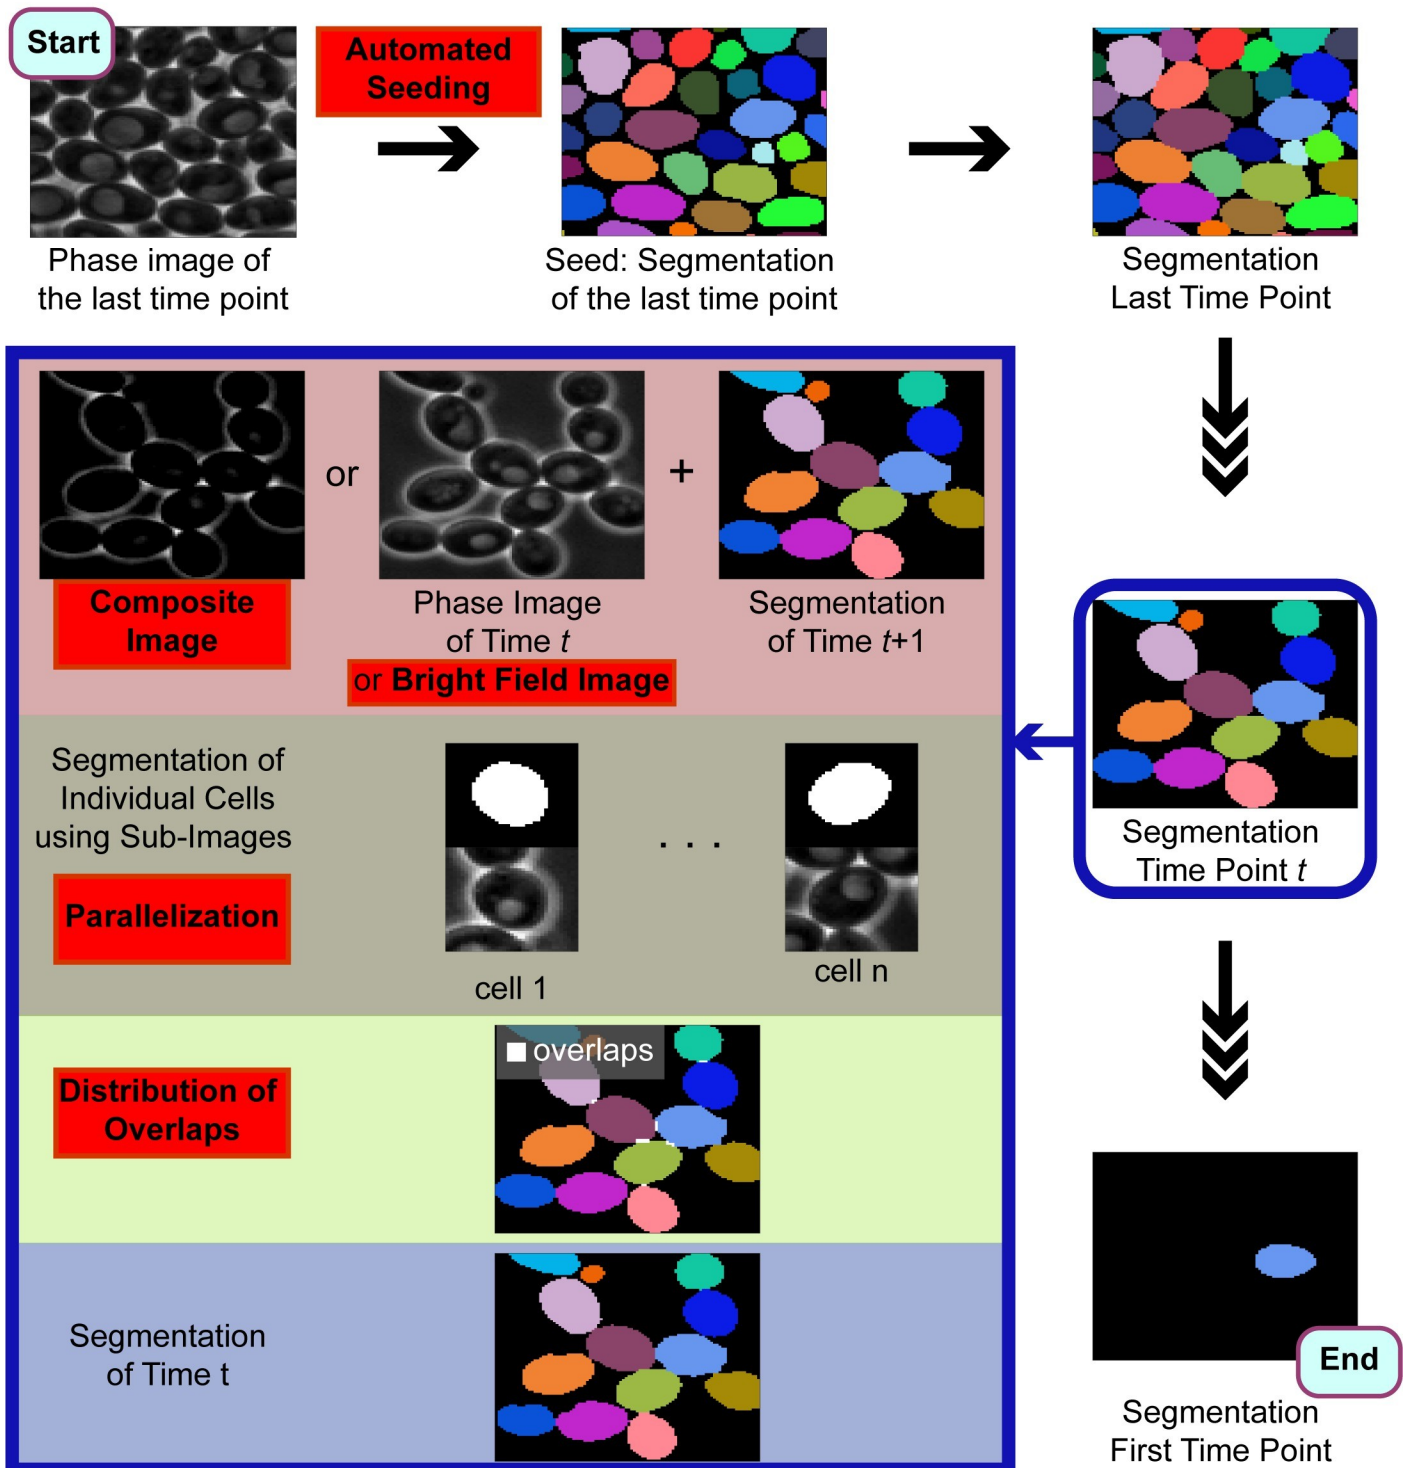 Start
Automated
Seeding
Phase image of
the last time point
Seed: Segmentation
of the last time point
Segmentation
Last Time Point
or
+
Composite
Image
Phase Image
of Time t
or Bright Field Image
Segmentation
of Time t+1
Segmentation of
Individual Cells
using Sub-Images
Parallelization
. . .
cell 1
cell n
Segmentation
Time Point t
overlaps
Distribution of
Overlaps
Segmentation
of Time t
End
Segmentation
First Time Point